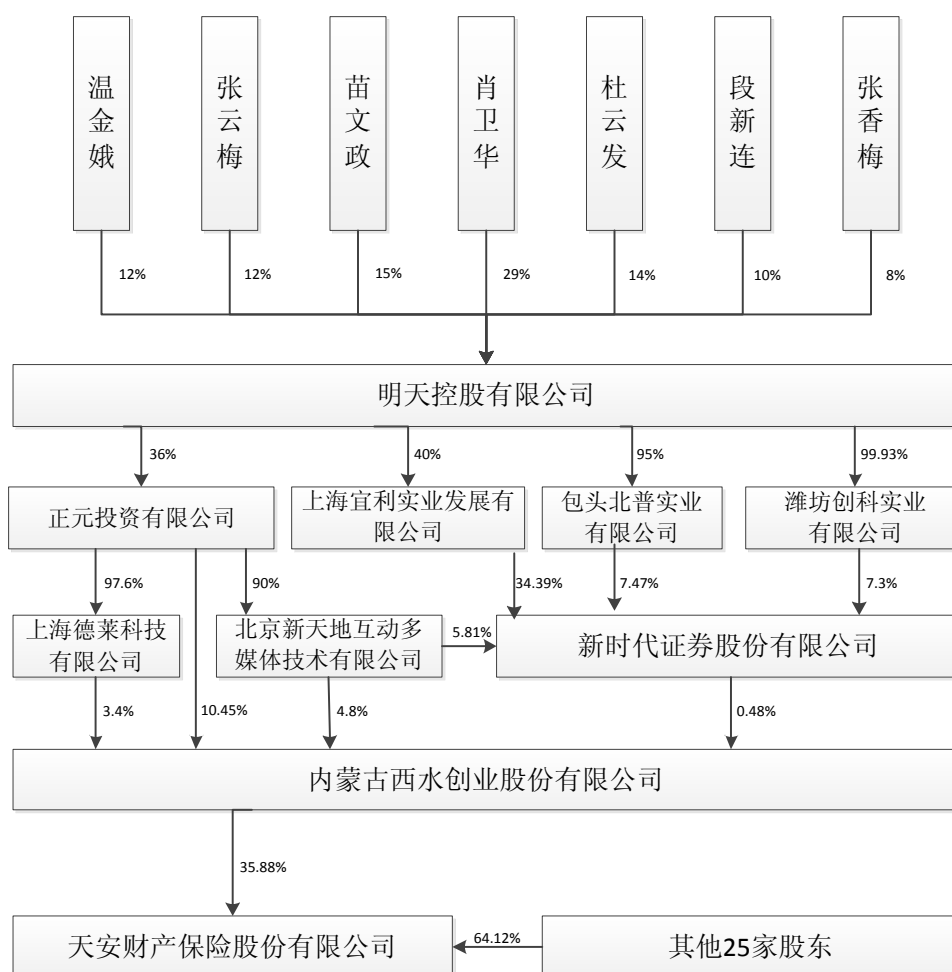 温金娥
张云梅
苗文政
肖卫华
杜云发
段新连
张香梅
12%
12%
15%
29%
14%
10%
8%
明天控股有限公司
36%
40%
95%
99.93%
正元投资有限公司
上海宜利实业发展有
限公司
包头北普实业
有限公司
潍坊创科实业
有限公司
97.6%
90%
34.39%
7.47%
7.3%
上海德莱科技
有限公司
北京新天地互动多
媒体技术有限公司
5.81%
新时代证券股份有限公司
3.4%
10.45%
4.8%
0.48%
内蒙古西水创业股份有限公司
35.88%
天安财产保险股份有限公司
64.12%
其他25家股东